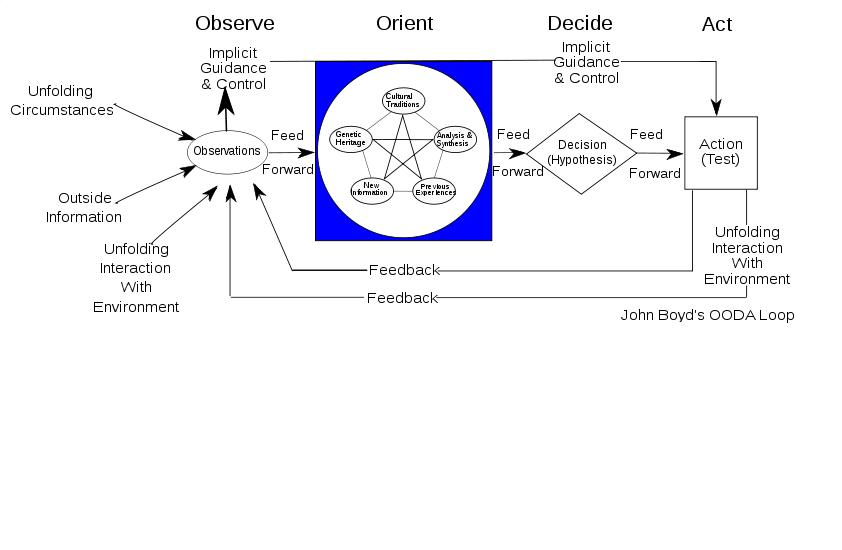 Observe
Orient
Decide
Act
Implicit
Guidance
& Control
Implicit
Guidance
& Control
Unfolding
Circumstances
Observations
Feed
Forward
Cultural
Traditions
Genetic
Heritage
Analysis &
Synthesis
New
Information
Previous
Experiences
Feed
Forward
Decision
(Hypothesis)
Feed
Forward
Action
(Test)
Outside
Information
Unfolding
Interaction
With
Environment
Unfolding
Interaction
With
Environment
Feedback
Feedback
John Boyd's OODA Loop